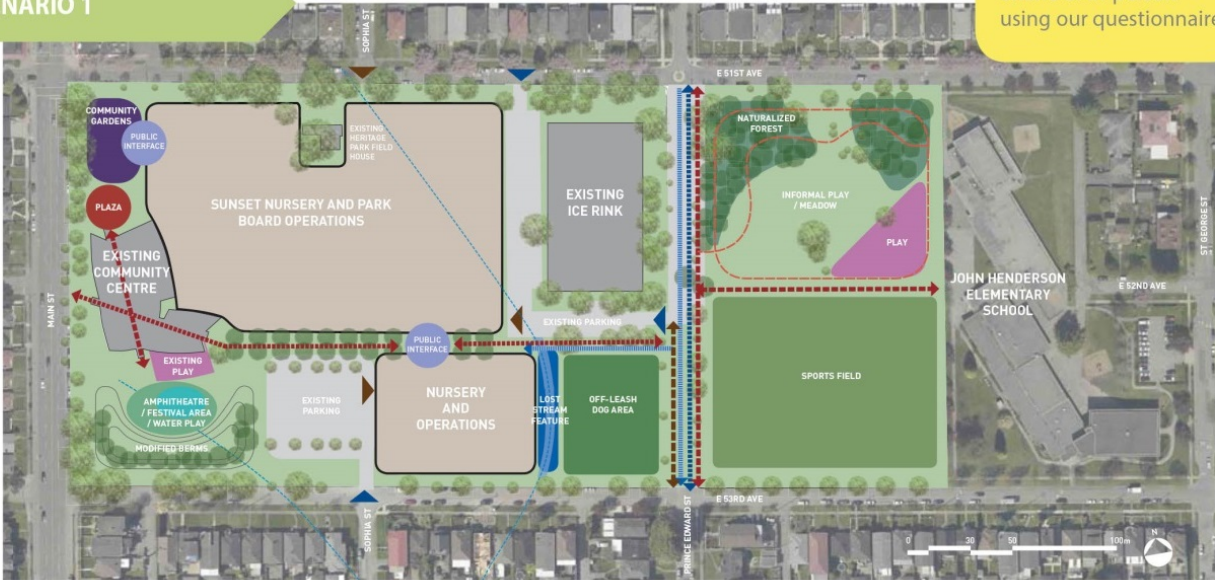 NARIO 1
using our questionnaire
SOPHIA ST
E 51ST AVE
COMMUNITY
GARDENS
PUBLIC
INTERFACE
EXISTING
HERITAGE
PARK FIELD
HOUSE
NATURALIZED
FOREST
PLAZA
SUNSET NURSERY AND PARK
BOARD OPERATIONS
EXISTING
ICE RINK
INFORMAL PLAY
/ MEADOW
PLAY
ST GEORGE ST
EXISTING
COMMUNITY
CENTRE
MAIN ST
JOHN HENDERSON
ELEMENTARY
SCHOOL
E 52ND AVE
EXISTING PARKING
PUBLIC
INTERFACE
EXISTING
PLAY
SPORTS FIELD
AMPHITHEATRE
/ FESTIVAL AREA
/ WATER PLAY
EXISTING
PARKING
NURSERY
AND
OPERATIONS
LOST
STREAM
FEATURE
OFF-LEASH
DOG AREA
MODIFIED BERMS
E 53RD AVE
SOPHIA ST
PRINCE EDWARD ST
0 30 50 100m
N